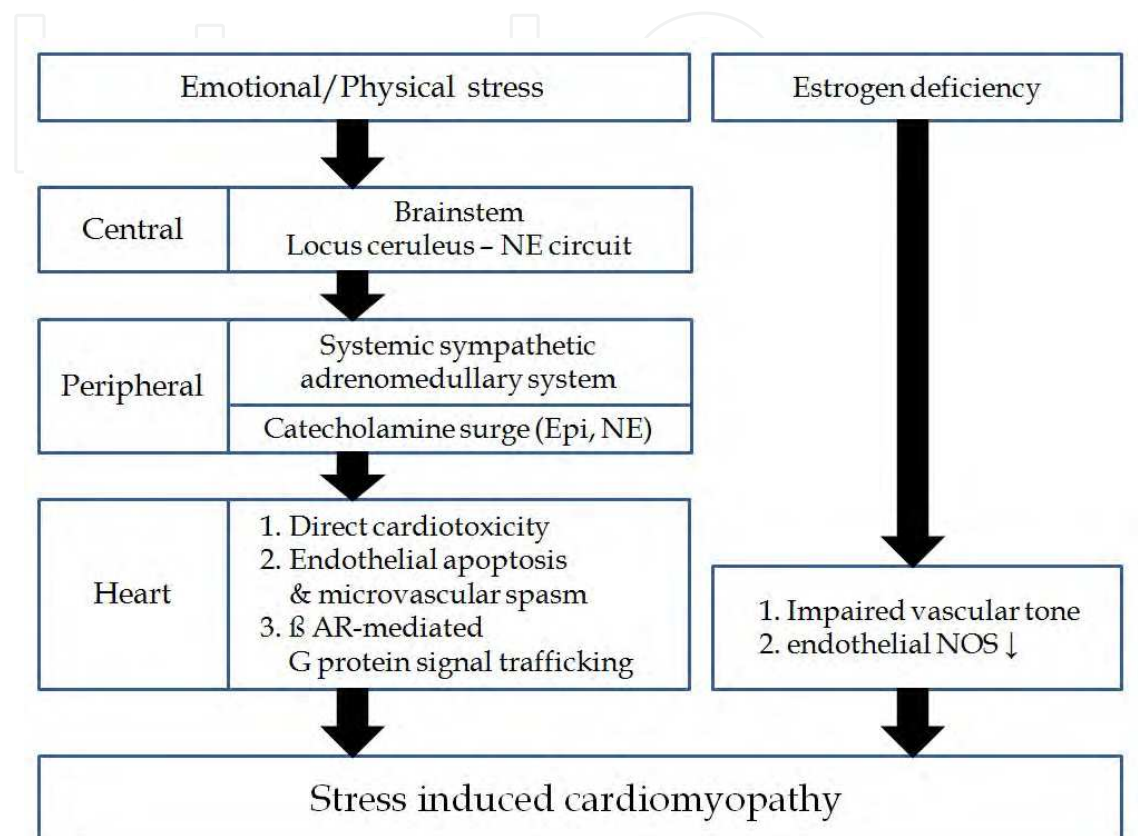 Emotional/Physical stress
Estrogen deficiency
Central
Brainstem
Locus ceruleus – NE circuit
Peripheral
Systemic sympathetic
adrenomedullary system
Catecholamine surge (Epi, NE)
Heart
1. Direct cardiotoxicity
2. Endothelial apoptosis
& microvascular spasm
3. ß AR-mediated
G protein signal trafficking
1. Impaired vascular tone
2. endothelial NOS ↓
Stress induced cardiomyopathy